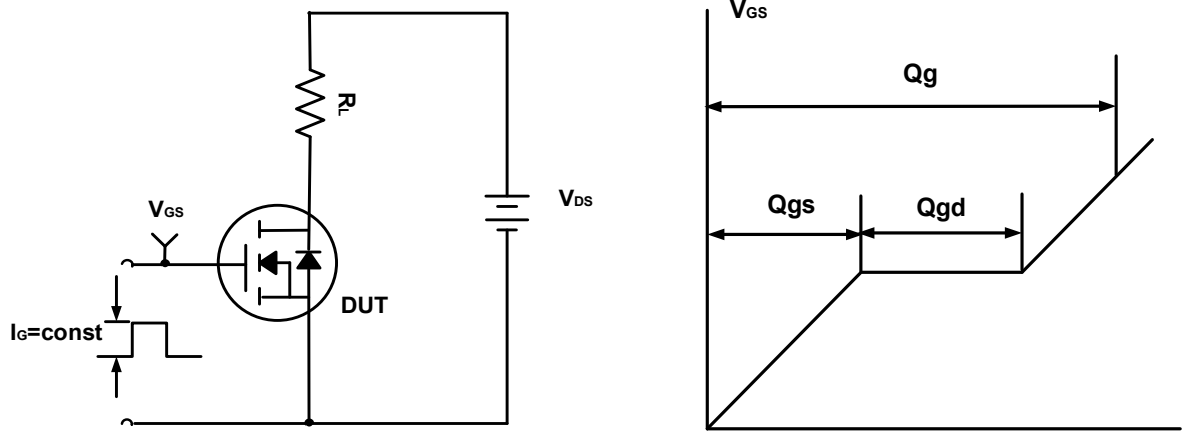 RL
VGS
VDS
DUT
IG=const
VGS
Qg
Qgs
Qgd